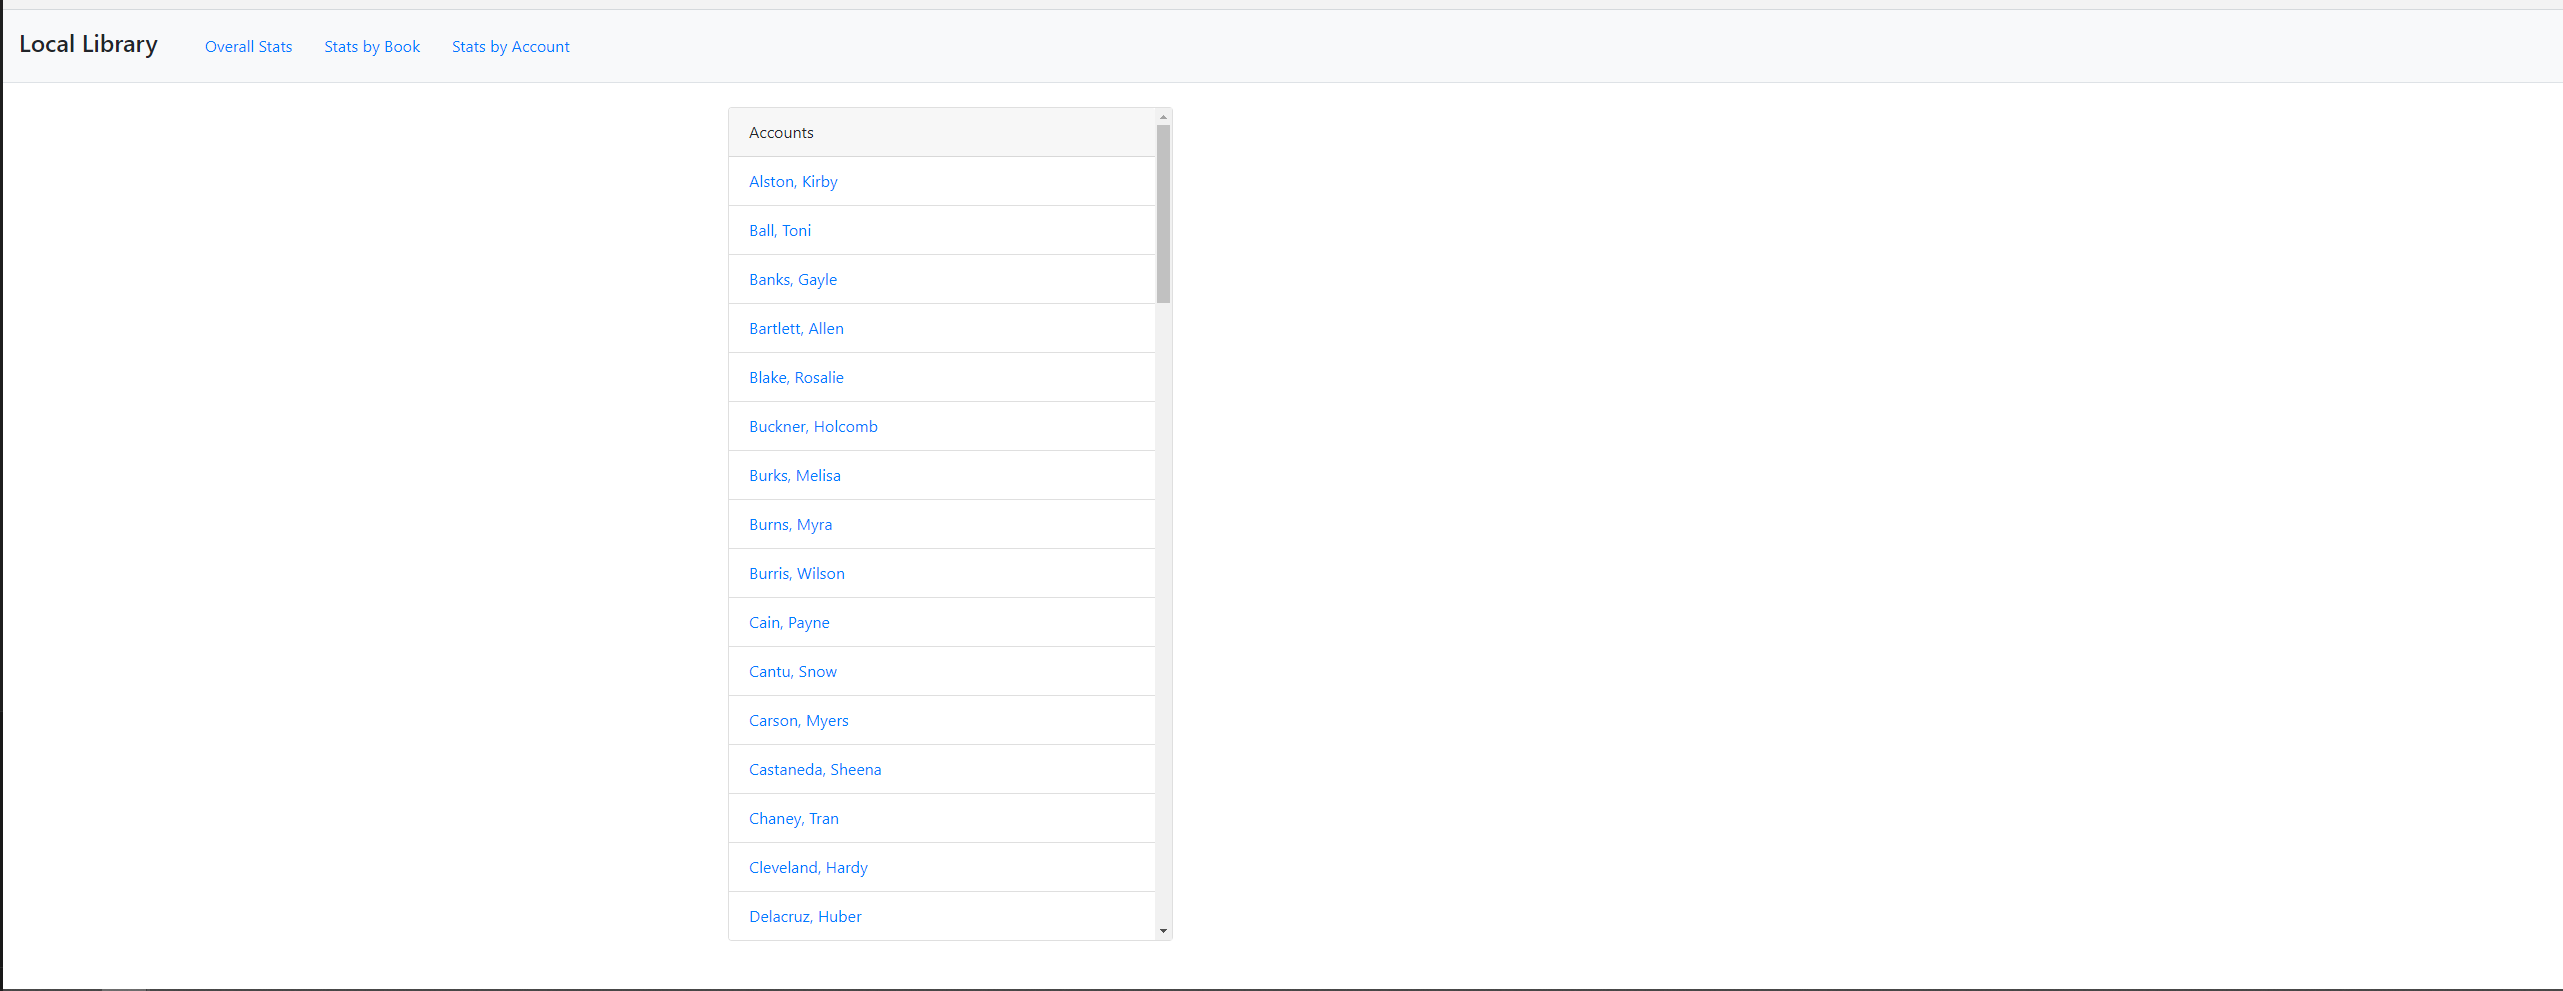 Local Library Overall Stats Stats by Book Stats by Account
Accounts
Alston, Kirby
Ball, Toni
Banks, Gayle
Bartlett, Allen
Blake, Rosalie
Buckner, Holcomb
Burks, Melisa
Burns, Myra
Burris, Wilson
Cain, Payne
Cantu, Snow
Carson, Myers
Castaneda, Sheena
Chaney, Tran
Cleveland, Hardy
Delacruz, Huber